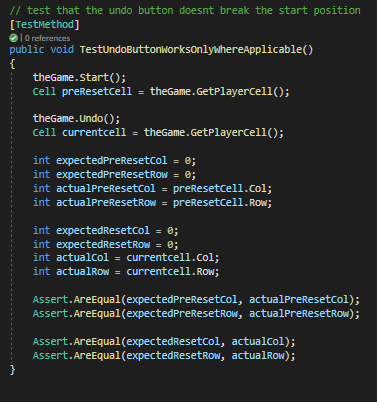 // test that the undo button doesnt break the start position
[TestMethod]
0 references
public void TestUndoButtonWorksOnlyWhereApplicable()
{
theGame.Start();
Cell preResetCell = theGame.GetPlayerCell();
theGame.Undo();
Cell currentcell = theGame.GetPlayerCell();
int expectedPreResetCol = 0;
int expectedPreResetRow = 0;
int actualPreResetCol = preResetCell.Col;
int actualPreResetRow = preResetCell.Row;
int expectedResetCol = 0;
int expectedResetRow = 0;
int actualCol = currentcell.Col;
int actualRow = currentcell.Row;
Assert.AreEqual(expectedPreResetCol, actualPreResetCol);
Assert.AreEqual(expectedPreResetRow, actualPreResetRow);
Assert.AreEqual(expectedResetCol, actualCol);
Assert.AreEqual(expectedResetRow, actualRow);
}